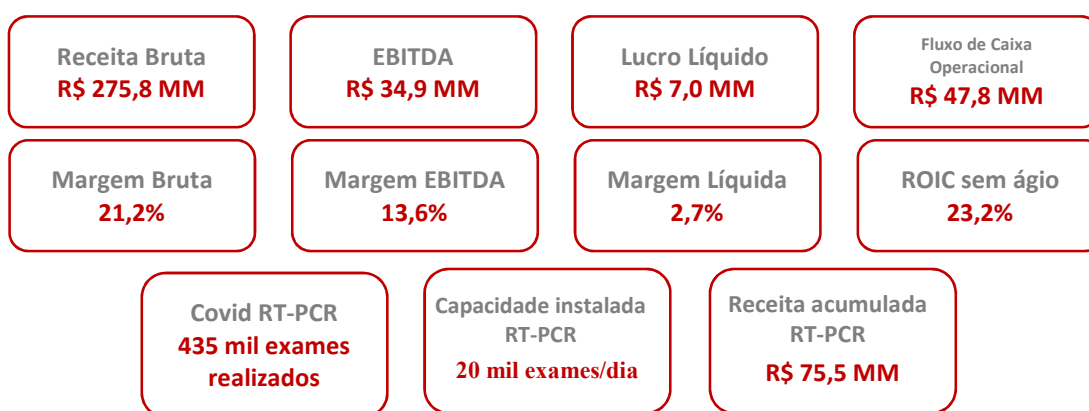 Receita Bruta
R$ 275,8 MM
EBITDA
R$ 34,9 MM
Lucro Líquido
R$ 7,0 MM
Fluxo de Caixa
Operacional
R$ 47,8 MM
Margem Bruta
21,2%
Margem EBITDA
13,6%
Margem Líquida
2,7%
ROIC sem ágio
23,2%
Covid RT-PCR
435 mil exames
realizados
Capacidade instalada
RT-PCR
20 mil exames/dia
Receita acumulada
RT-PCR
R$ 75,5 MM